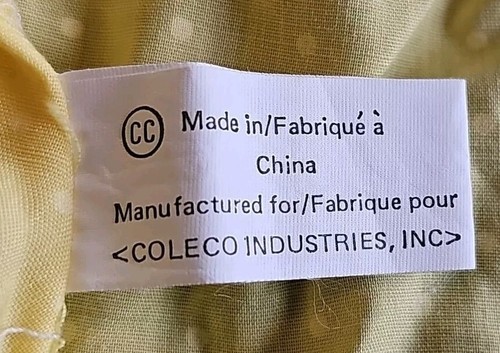 CC Made in/Fabriqué à
China
Manufactured for/Fabrique pour
<COLECO INDUSTRIES, INC>